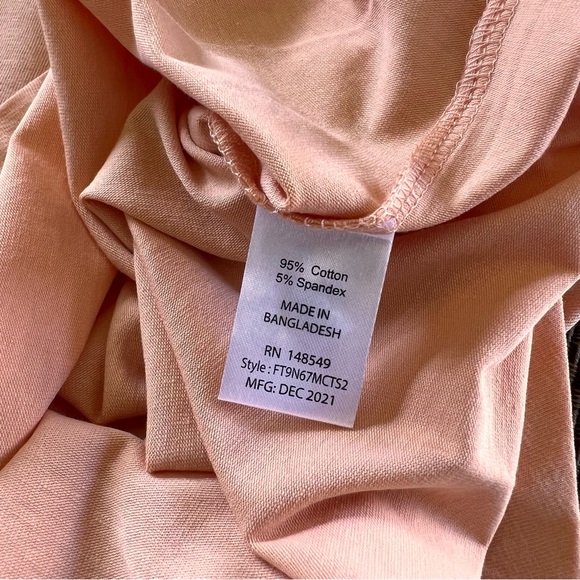 95% Cotton
5% Spandex
MADE IN
BANGLADESH
RN 148549
Style : FT9N67MCTS2
MFG: DEC 2021